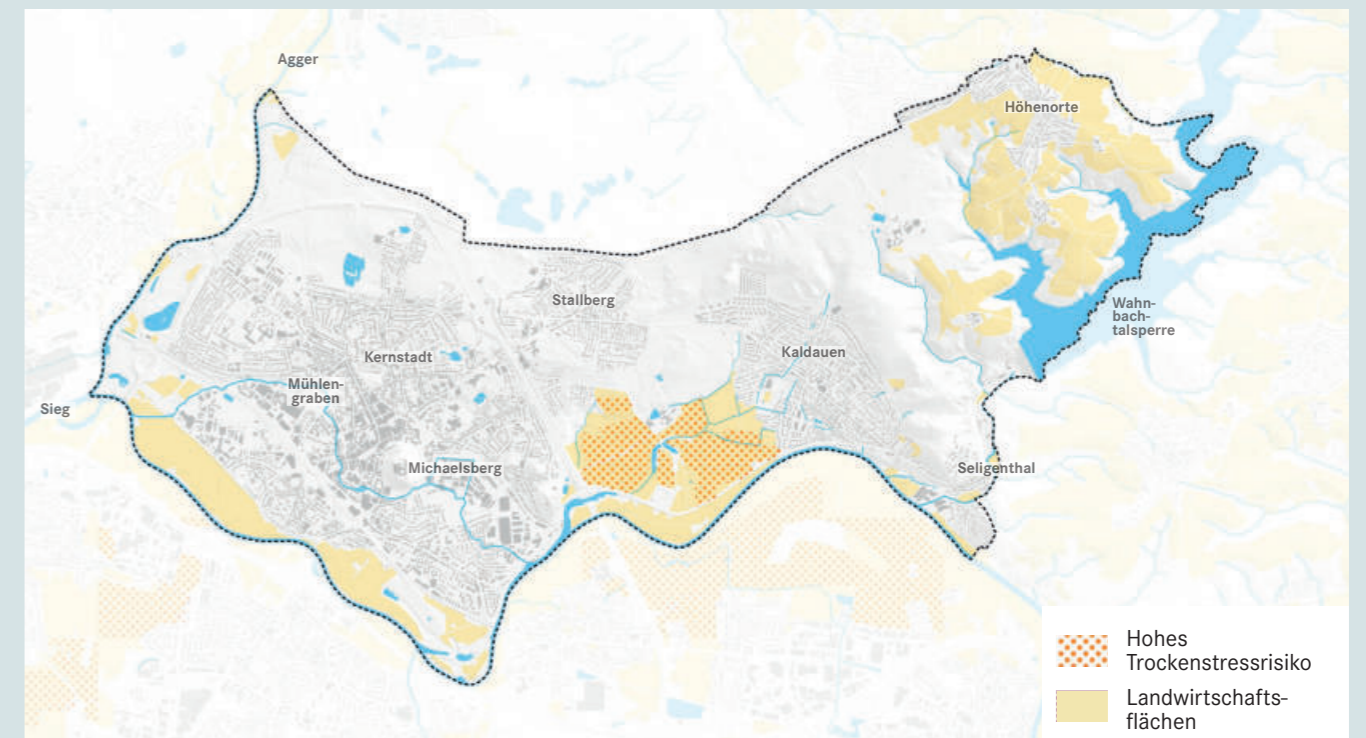 Agger
Höhenorte
Stallberg
Wahn-
bach-
talsperre
Kernstadt
Kaldauen
Mühlen-
graben
Sieg
Michaelsberg
Seligenthal
Hohes
Trockenstressrisiko
Landwirtschafts-
flächen